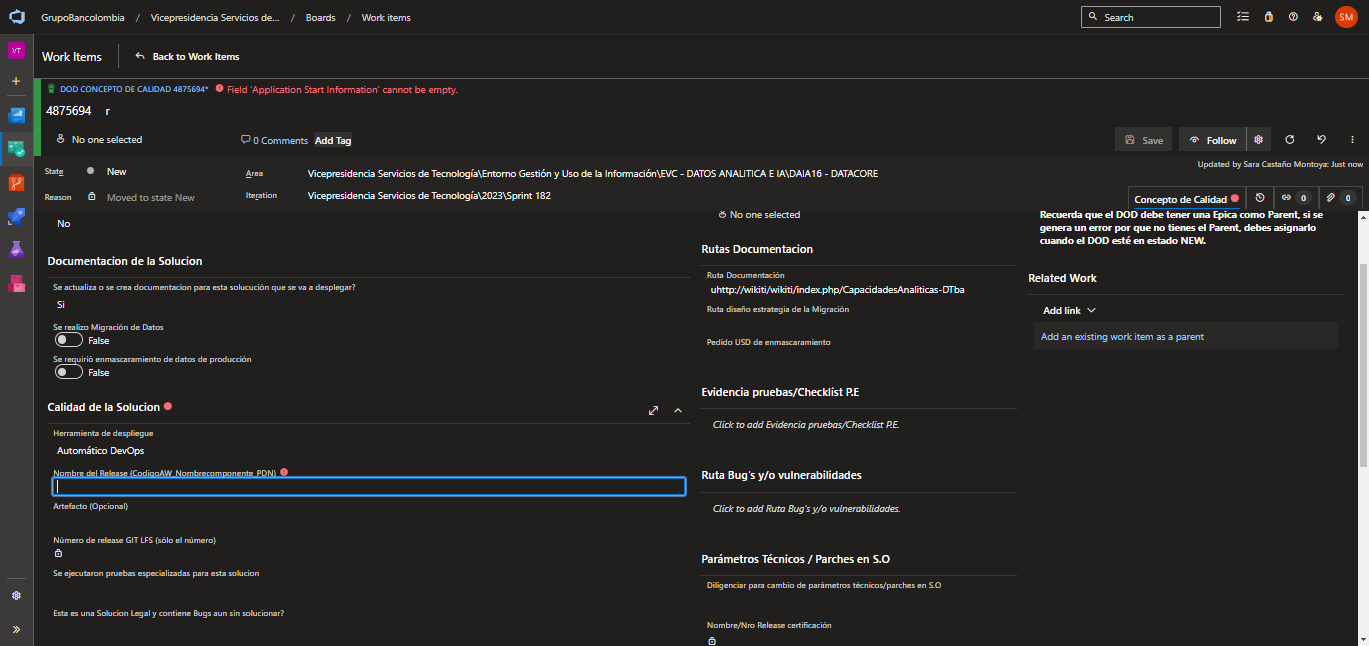 GrupoBancolombia / Vicepresidencia Servicios de... / Boards / Work items
Search
SM
VT
Work Items
Back to Work Items
DOD CONCEPTO DE CALIDAD 4875694*
Field 'Application Start Information' cannot be empty.
4875694 r
No one selected
0 Comments
Add Tag
Save
Follow
Updated by Sara Castaño Montoya: Just now
State
New
Area
Vicepresidencia Servicios de Tecnología\Entorno Gestión y Uso de la Información\EVC - DATOS ANALITICA E IA\DAIA16 - DATACORE
Reason
Moved to state New
Iteration
Vicepresidencia Servicios de Tecnología\2023\Sprint 182
Concepto de Calidad
0
0
No
Documentacion de la Solucion
Se actualiza o se crea documentacion para esta solucución que se va a desplegar?
Si
Se realizo Migración de Datos
False
Se requirió enmascaramiento de datos de producción
False
Calidad de la Solucion
Herramienta de despliegue
Automático DevOps
Nombre del Release (CodigoAW_Nombrecomponente_PDN)
Artefacto (Opcional)
Número de release GIT LFS (sólo el número)
Se ejecutaron pruebas especializadas para esta solucion
Esta es una Solucion Legal y contiene Bugs aun sin solucionar?
No one selected
Rutas Documentacion
Ruta Documentación
uhttp://wikiti/wikiti/index.php/CapacidadesAnaliticas-DTba
Ruta diseño estrategia de la Migración
Pedido USD de enmascaramiento
Evidencia pruebas/Checklist P.E
Click to add Evidencia pruebas/Checklist P.E.
Ruta Bug's y/o vulnerabilidades
Click to add Ruta Bug's y/o vulnerabilidades.
Parámetros Técnicos / Parches en S.O
Diligenciar para cambio de parámetros técnicos/parches en S.O
Nombre/Nro Release certificación
Recuerda que el DOD debe tener una Epica como Parent, si se
genera un error por que no tienes el Parent, debes asignarlo
cuando el DOD esté en estado NEW.
Related Work
Add link
Add an existing work item as a parent